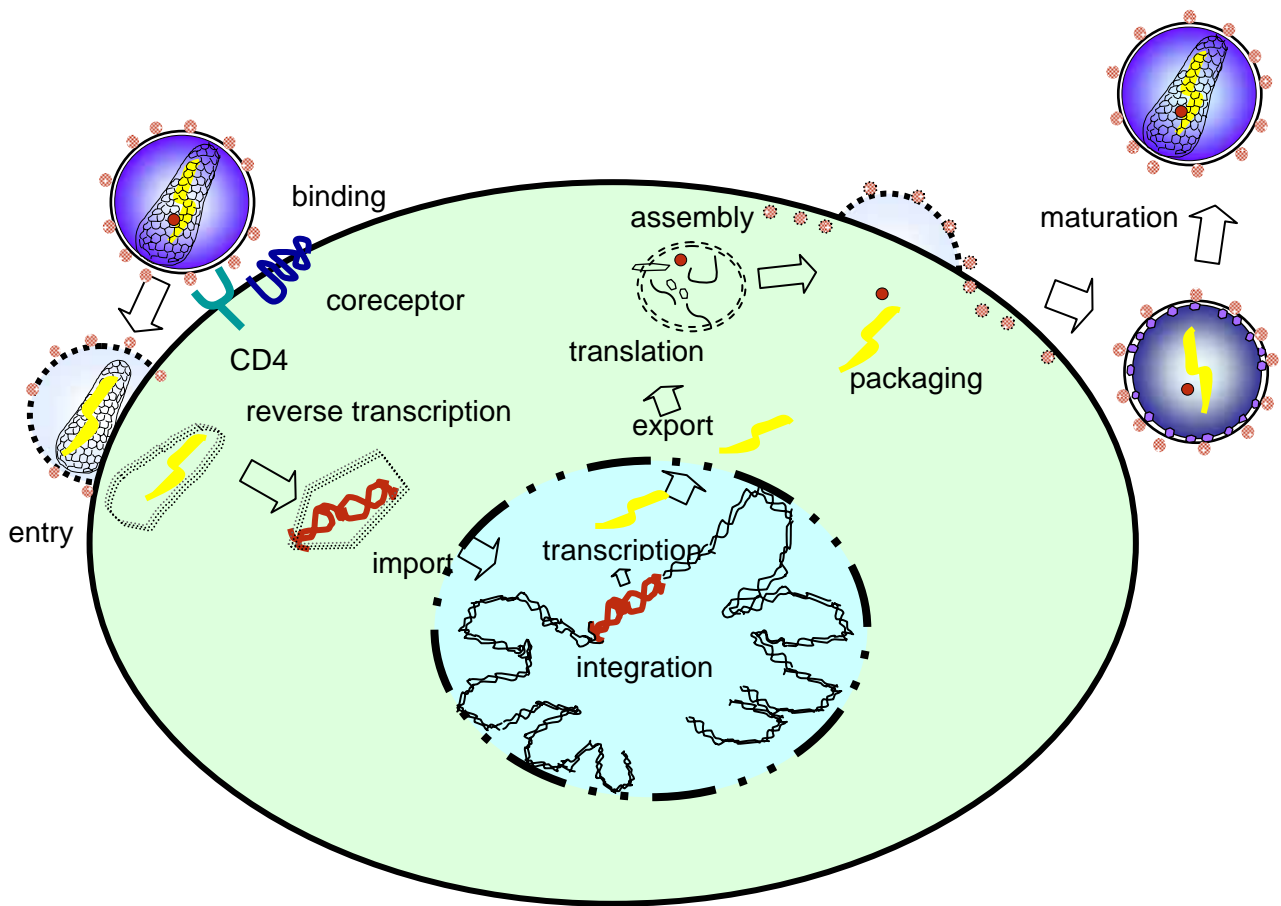 binding
coreceptor
CD4
entry
reverse transcription
import
integration
transcription
export
translation
assembly
packaging
maturation